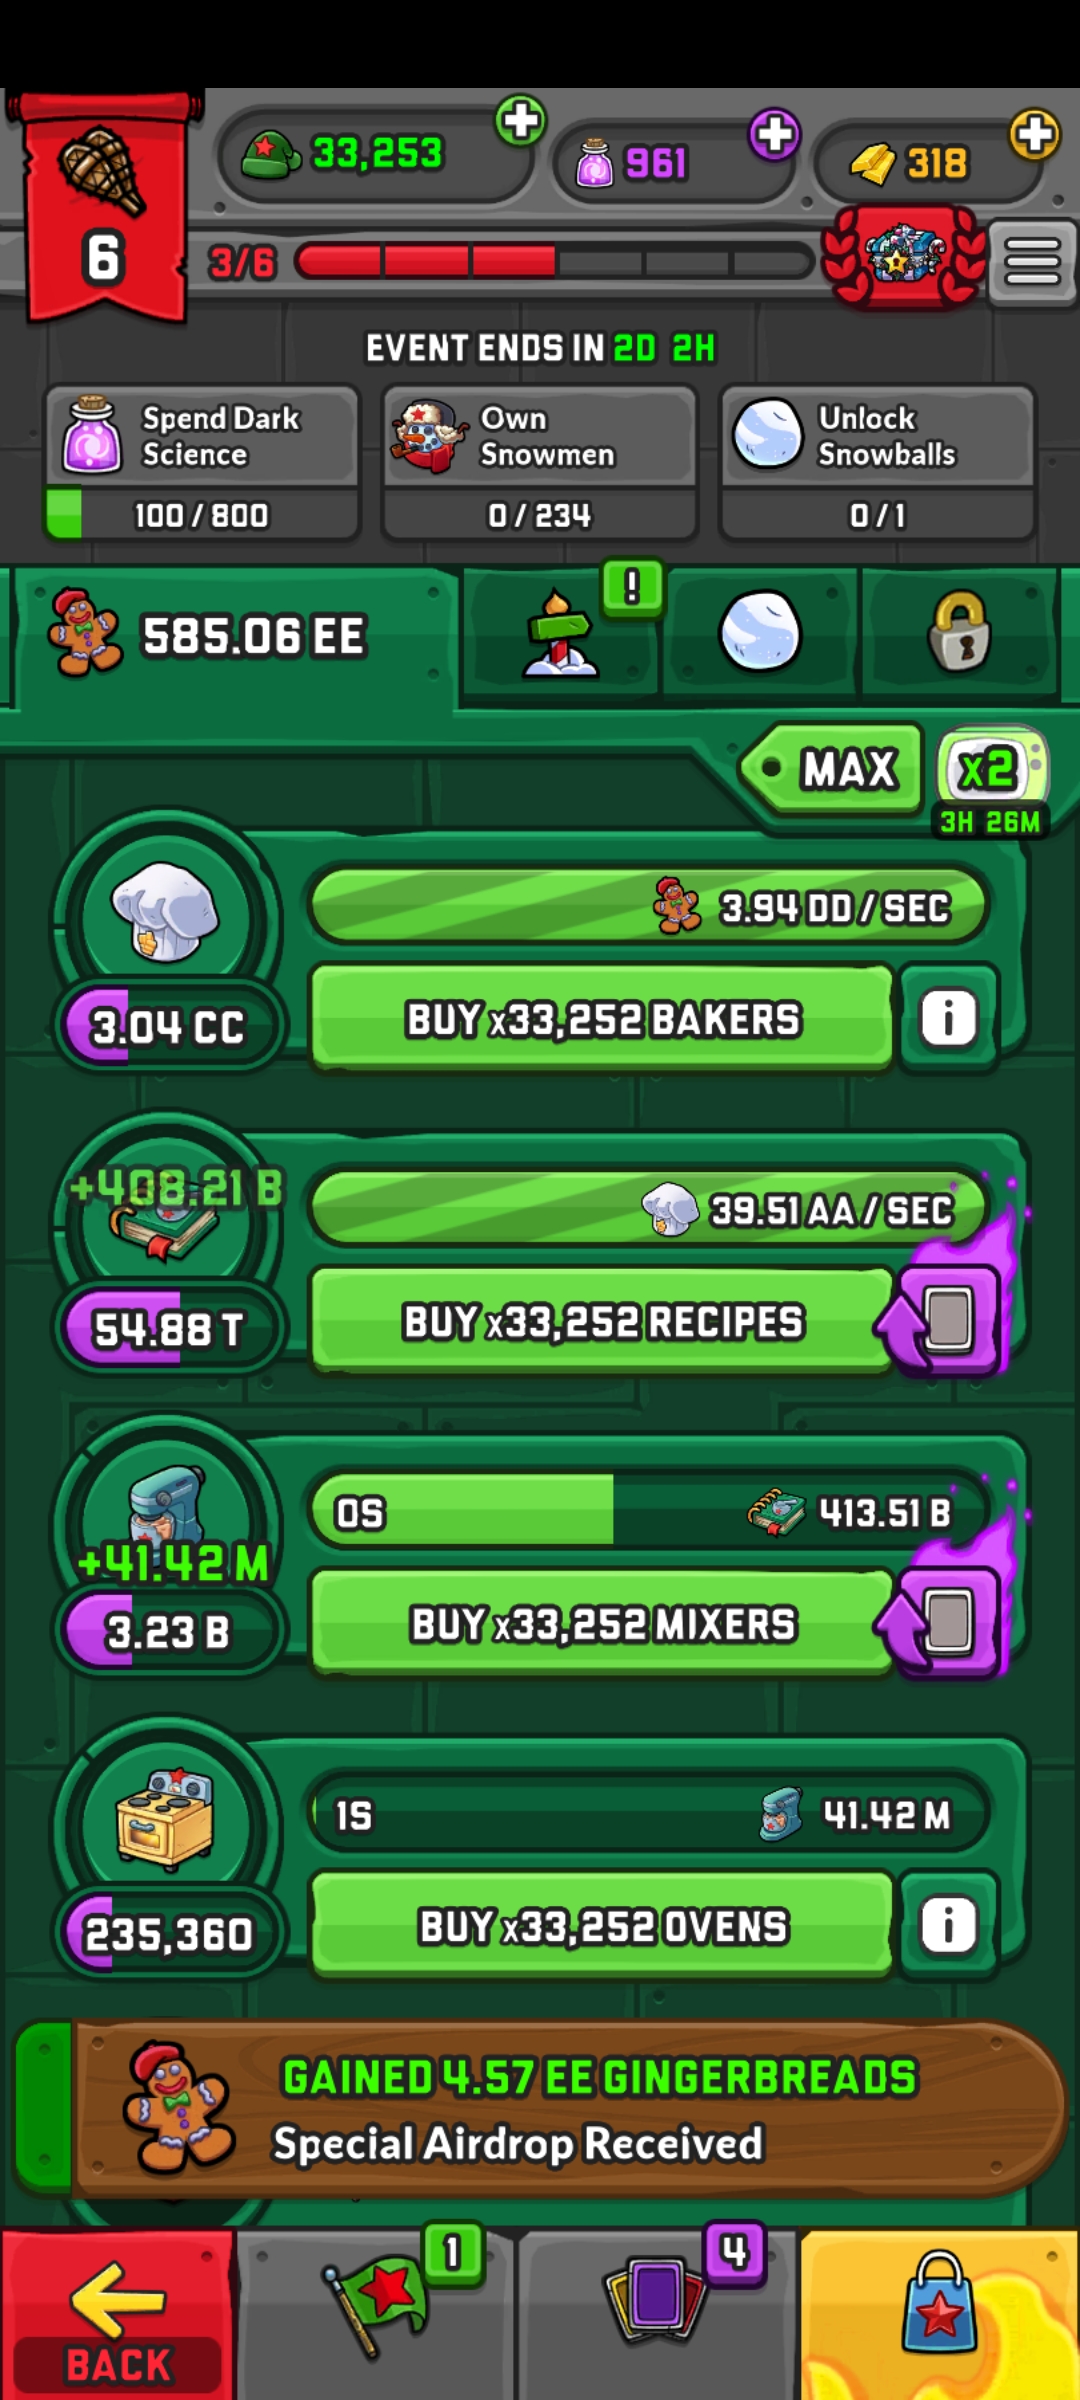 33,253
961
318
6
3/6
EVENT ENDS IN 2D 2H
Spend Dark
Science
100/800
Own
Snowmen
0/234
Unlock
Snowballs
0/1
585.06 EE
!
MAX
x2
3H 26M
3.94 DD/SEC
3.04 CC
BUY x33,252 BAKERS
i
+408.21 B
39.51 AA/SEC
54.88 T
BUY x33,252 RECIPES
0S
413.51 B
+41.42 M
3.23 B
BUY x33,252 MIXERS
1S
41.42 M
235,360
BUY x33,252 OVENS
i
GAINED 4.57 EE GINGERBREADS
Special Airdrop Received
1
4
BACK